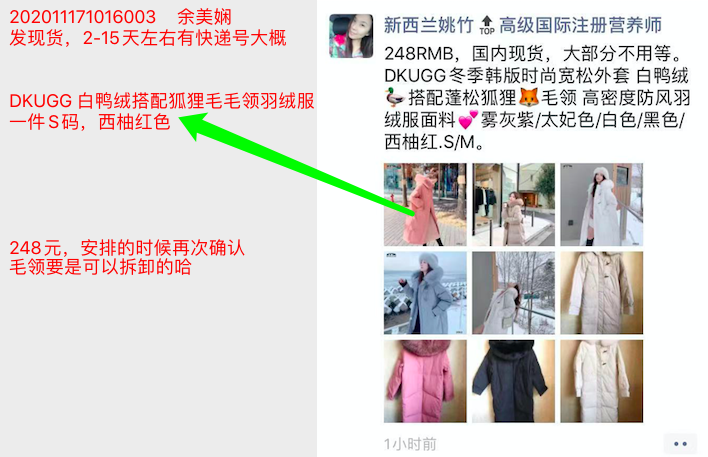 202011171016003 余美娴
发现货，2-15天左右有快递号大概
DKUGG 白鸭绒搭配狐狸毛毛领羽绒服
一件S码，西柚红色
248元，安排的时候再次确认
毛领要是可以拆卸的哈
新西兰姚竹🔝高级国际注册营养师
248RMB，国内现货，大部分不用等。
DKUGG冬季韩版时尚宽松外套 白鸭绒
🦆搭配蓬松狐狸🦊毛领 高密度防风羽
绒服面料💕雾灰紫/太妃色/白色/黑色/
西柚红.S/M。
1小时前